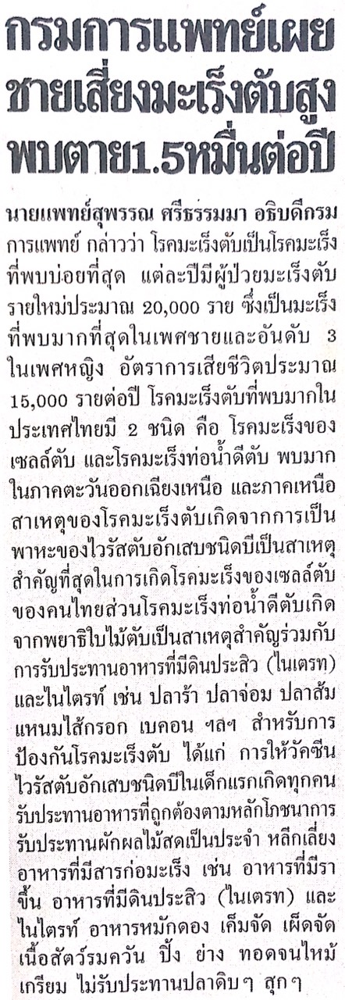 กรมการแพทย์เผย
ชายเสี่ยงมะเร็งตับสูง
พบตาย1.5หมื่นต่อปี
นายแพทย์สุพรรณ ศรีธรรมมา อธิบดีกรม
การแพทย์ กล่าวว่า โรคมะเร็งตับเป็นโรคมะเร็ง
ที่พบบ่อยที่สุด แต่ละปีมีผู้ป่วยมะเร็งตับ
รายใหม่ประมาณ 20,000 ราย ซึ่งเป็นมะเร็ง
ที่พบมากที่สุดในเพศชายและอันดับ 3
ในเพศหญิง อัตราการเสียชีวิตประมาณ
15,000 รายต่อปี โรคมะเร็งตับที่พบมากใน
ประเทศไทยมี 2 ชนิด คือ โรคมะเร็งของ
เซลล์ตับ และโรคมะเร็งท่อน้ำดีตับ พบมาก
ในภาคตะวันออกเฉียงเหนือ และภาคเหนือ
สาเหตุของโรคมะเร็งตับเกิดจากการเป็น
พาหะของไวรัสตับอักเสบชนิดบีเป็นสาเหตุ
สำคัญที่สุดในการเกิดโรคมะเร็งของเซลล์ตับ
ของคนไทยส่วนโรคมะเร็งท่อน้ำดีตับเกิด
จากพยาธิใบไม้ตับเป็นสาเหตุสำคัญร่วมกับ
การรับประทานอาหารที่มีดินประสิว (ไนเตรท)
และไนไตรท์ เช่น ปลาร้า ปลาจ่อม ปลาส้ม
แหนมไส้กรอก เบคอน ฯลฯ สำหรับการ
ป้องกันโรคมะเร็งตับ ได้แก่ การให้วัคซีน
ไวรัสตับอักเสบชนิดบีในเด็กแรกเกิดทุกคน
รับประทานอาหารที่ถูกต้องตามหลักโภชนาการ
รับประทานผักผลไม้สดเป็นประจำ หลีกเลี่ยง
อาหารที่มีสารก่อมะเร็ง เช่น อาหารที่มีรา
ขึ้น อาหารที่มีดินประสิว (ไนเตรท) และ
ไนไตรท์ อาหารหมักดอง เค็มจัด เผ็ดจัด
เนื้อสัตว์รมควัน ปิ้ง ย่าง ทอดจนไหม้
เกรียม ไม่รับประทานปลาดิบๆ สุกๆ